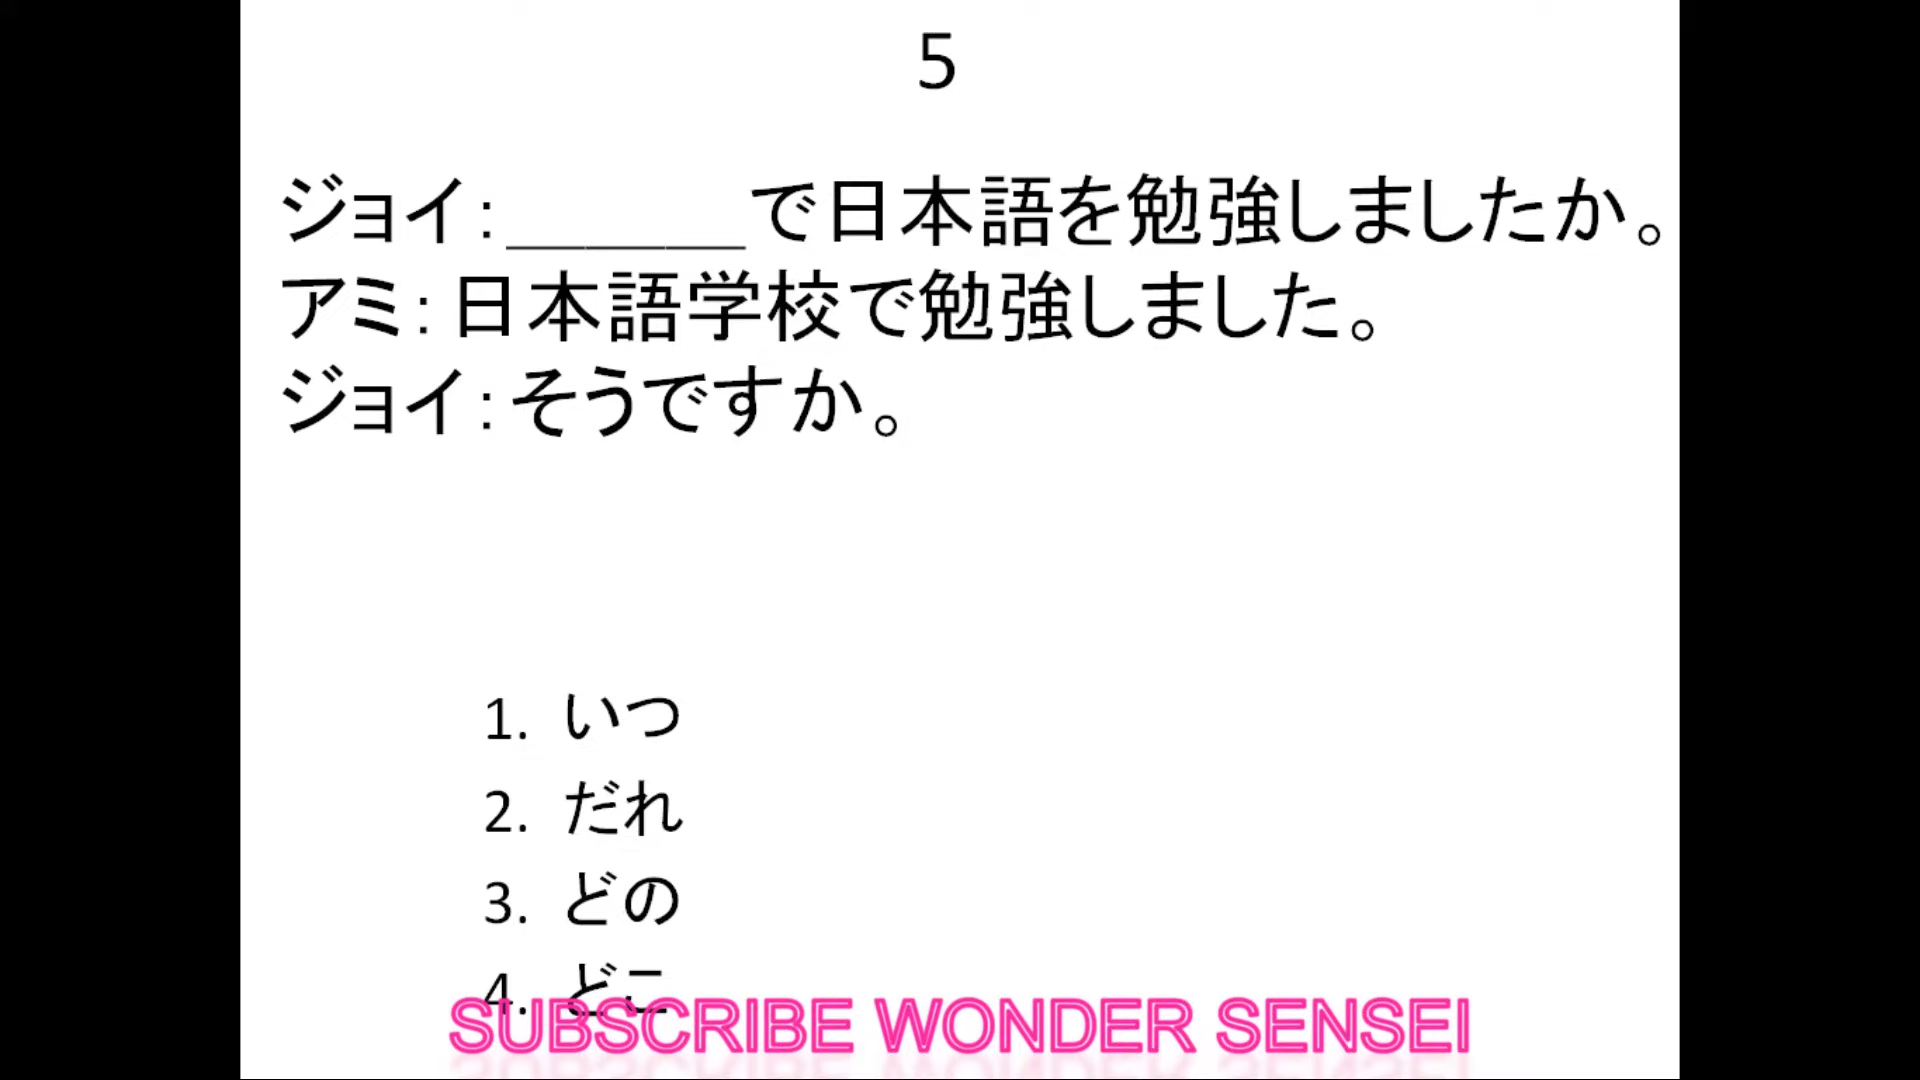 5
ジョイ:______で日本語を勉強しましたか。
アミ:日本語学校で勉強しました。
ジョイ:そうですか。
1. いつ
2. だれ
3. どの
4. どこ
SUBSCRIBE WONDER SENSEI